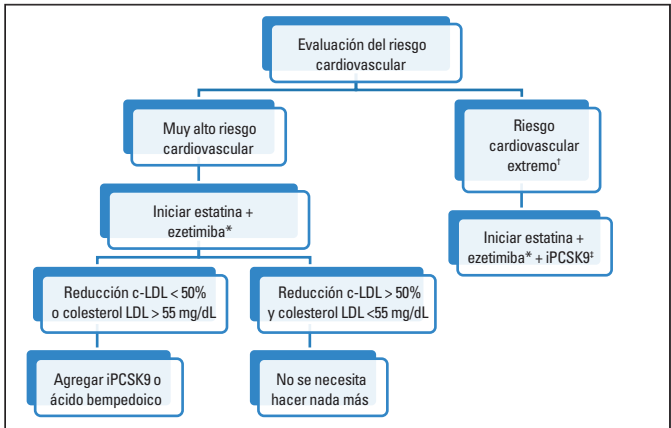 Evaluación del riesgo
cardiovascular
Muy alto riesgo
cardiovascular
Riesgo
cardiovascular
extremo†
Iniciar estatina +
ezetimiba*
Iniciar estatina +
ezetimiba* + iPCSK9‡
Reducción c-LDL < 50%
o colesterol LDL > 55 mg/dL
Reducción c-LDL > 50%
y colesterol LDL <55 mg/dL
Agregar iPCSK9 o
ácido bempedoico
No se necesita
hacer nada más